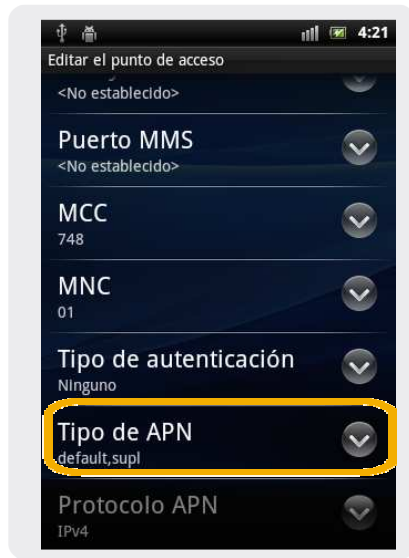 4:21
Editar el punto de acceso
<No establecido>
Puerto MMS
<No establecido>
MCC
748
MNC
01
Tipo de autenticación
Ninguno
Tipo de APN
default,supl
Protocolo APN
IPv4